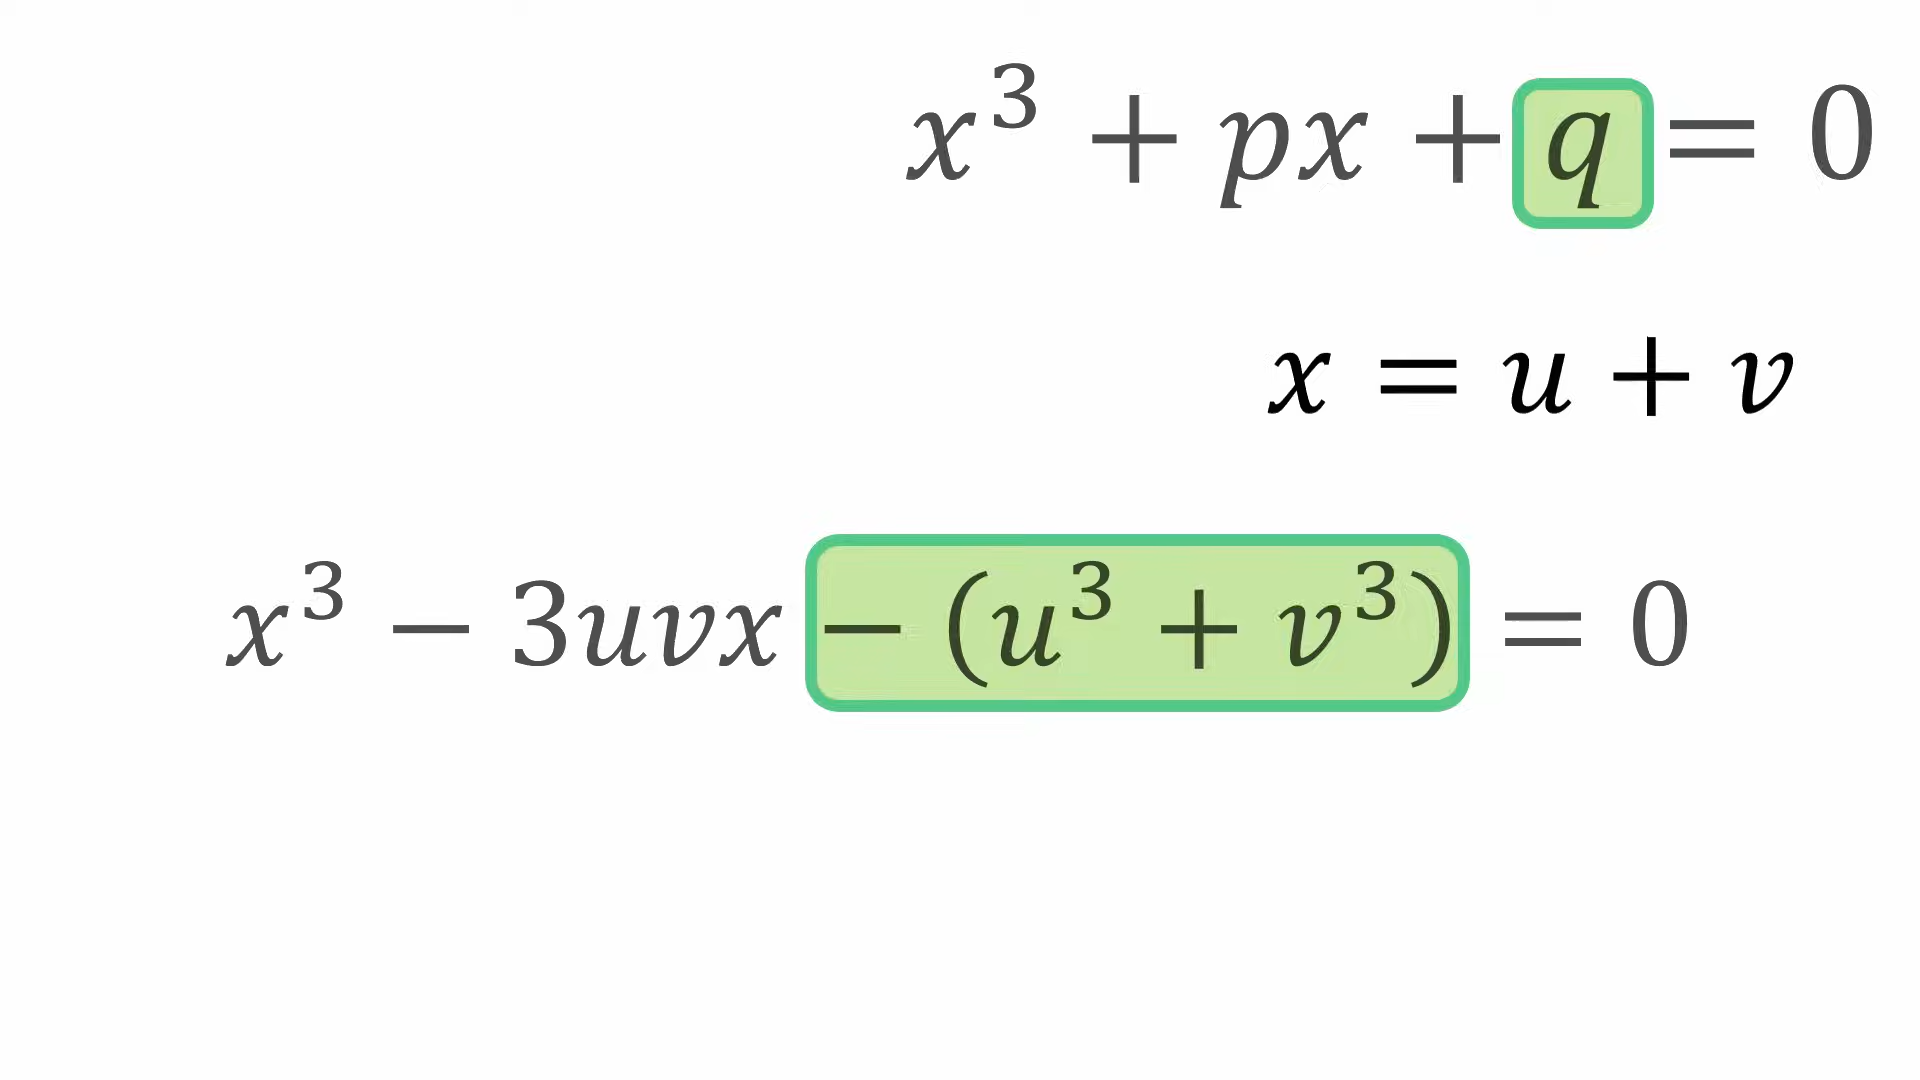 x³ + px + q = 0
x = u + v
x³ − 3uvx − (u³ + v³) = 0